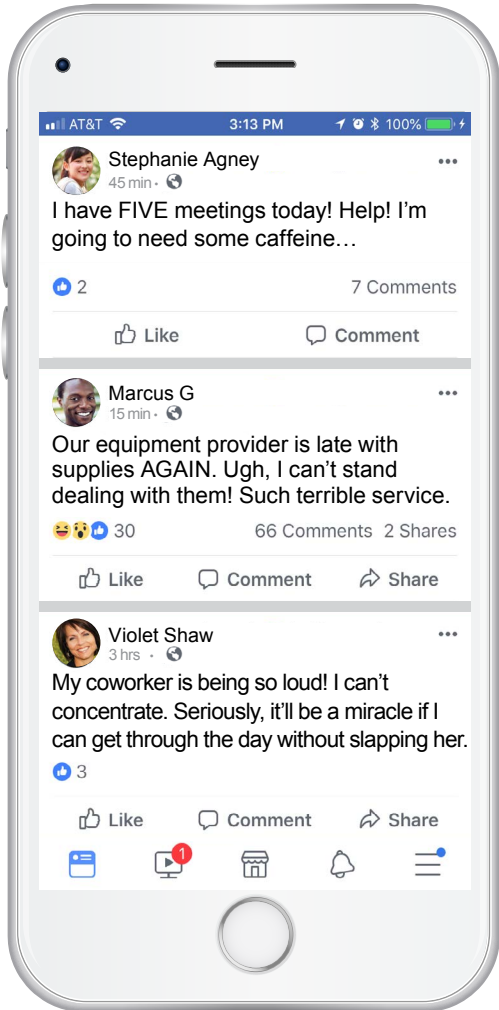 AT&T 3:13 PM 100%
Stephanie Agney
45 min ·
I have FIVE meetings today! Help! I'm
going to need some caffeine…
2 7 Comments
Like Comment
Marcus G
15 min ·
Our equipment provider is late with
supplies AGAIN. Ugh, I can't stand
dealing with them! Such terrible service.
30 66 Comments 2 Shares
Like Comment Share
Violet Shaw
3 hrs ·
My coworker is being so loud! I can't
concentrate. Seriously, it'll be a miracle if I
can get through the day without slapping her.
3
Like Comment Share
1